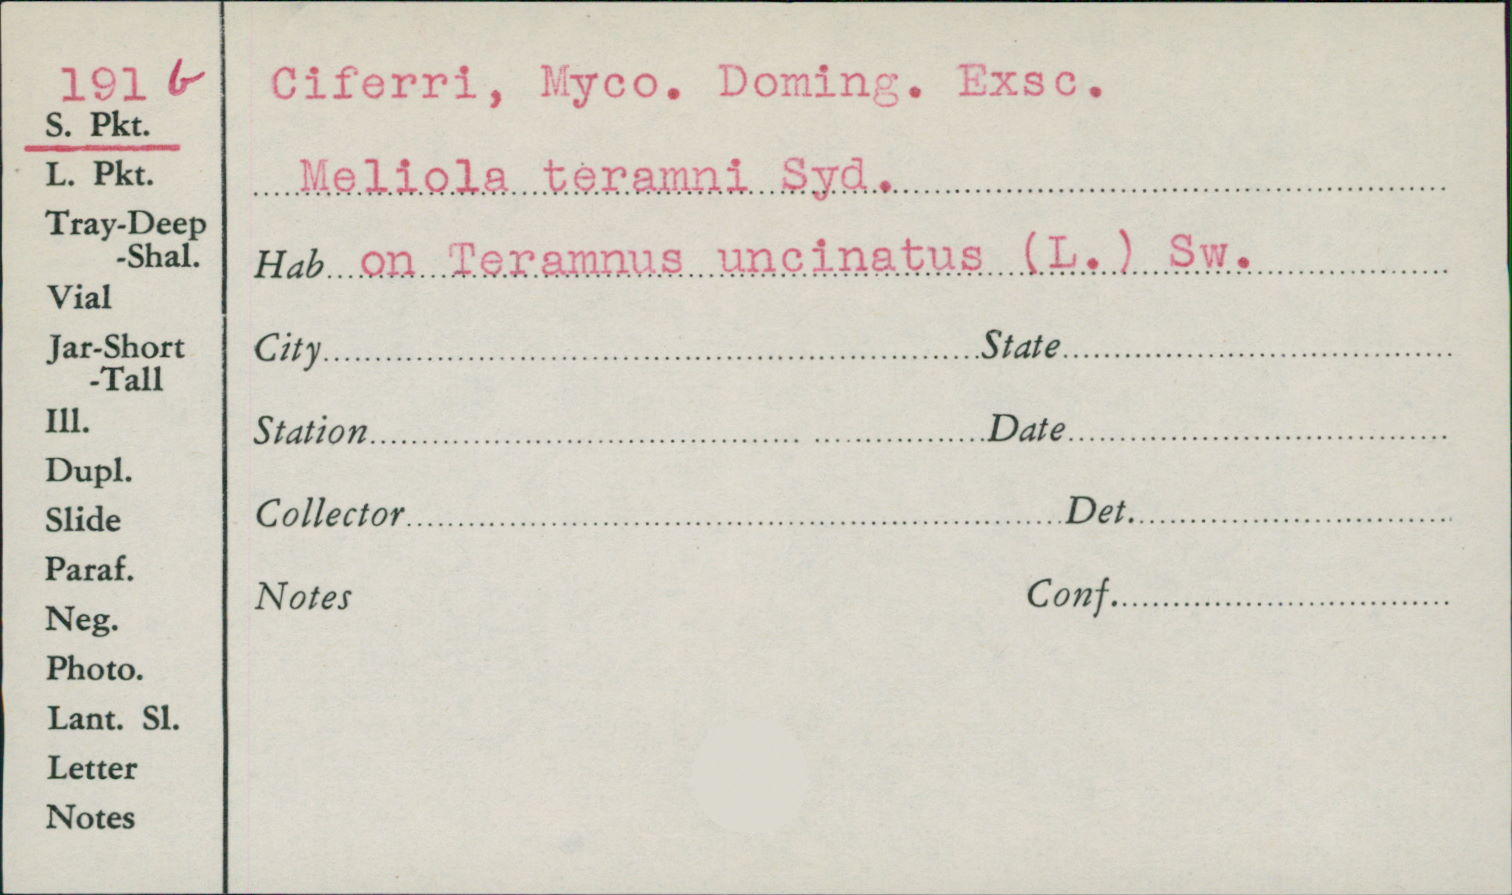 191 b
S. Pkt.
L. Pkt.
Tray-Deep
-Shal.
Vial
Jar-Short
-Tall
Ill.
Dupl.
Slide
Paraf.
Neg.
Photo.
Lant. Sl.
Letter
Notes
Ciferri, Myco. Doming. Exsc.
Meliola teramni Syd.
Hab on Teramnus uncinatus (L.) Sw.
City State
Station Date
Collector Det.
Notes Conf.